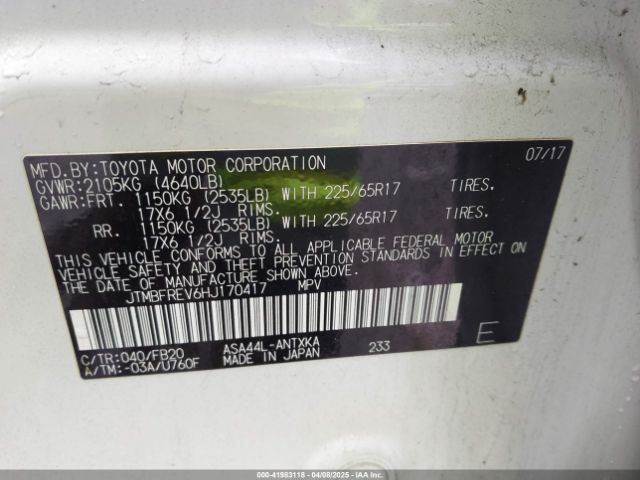 MFD.BY:TOYOTA MOTOR CORPORATION 07/17
GVWR:2105KG (4640LB)
GAWR:FRT. 1150KG (2535LB) WITH 225/65R17 TIRES.
17X6 1/2J RIMS.
RR. 1150KG (2535LB) WITH 225/65R17 TIRES.
17X6 1/2J RIMS.
THIS VEHICLE CONFORMS TO ALL APPLICABLE FEDERAL MOTOR
VEHICLE SAFETY AND THEFT PREVENTION STANDARDS IN EFFECT ON
THE DATE OF MANUFACTURE SHOWN ABOVE.
JTMBFREV6HJ170417 MPV
C/TR:040/FB20 ASA44L-ANTXKA 233 E
A/TM:-03A/U760F MADE IN JAPAN
000-41983118 | 04/08/2025 | IAAI.COM